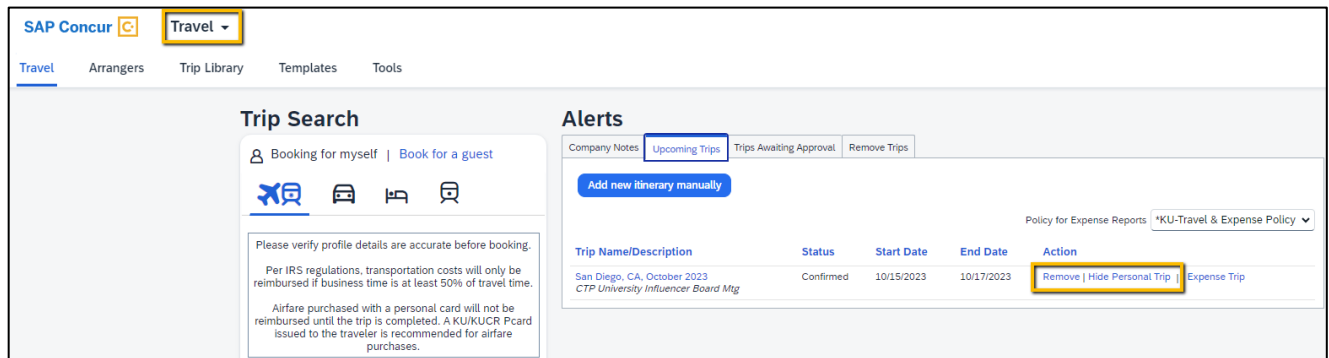 SAP Concur C Travel
Travel Arrangers Trip Library Templates Tools
Trip Search
Booking for myself | Book for a guest
Please verify profile details are accurate before booking.
Per IRS regulations, transportation costs will only be
reimbursed if business time is at least 50% of travel time.
Airfare purchased with a personal card will not be
reimbursed until the trip is completed. A KU/KUCR Pcard
issued to the traveler is recommended for airfare
purchases.
Alerts
Company Notes Upcoming Trips Trips Awaiting Approval Remove Trips
Add new itinerary manually
Policy for Expense Reports *KU-Travel & Expense Policy
Trip Name/Description Status Start Date End Date Action
San Diego, CA, October 2023 Confirmed 10/15/2023 10/17/2023 Remove | Hide Personal Trip | Expense Trip
CTP University Influencer Board Mtg